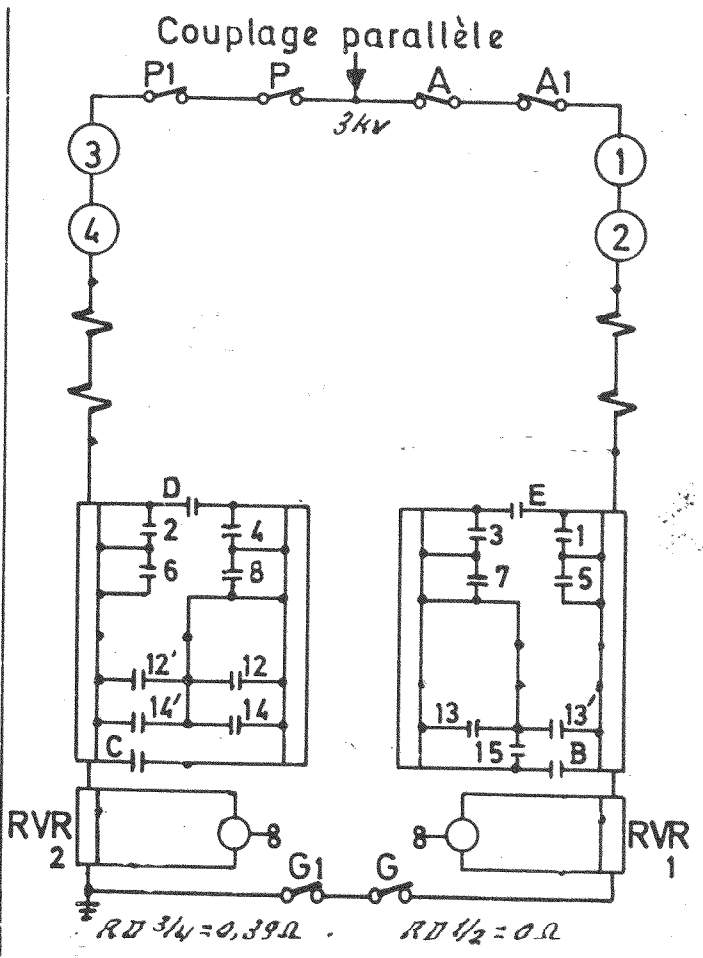 Couplage parallèle
P1 P A A1
3kv
3 1
4 2
D E
2 4 3 1
6 8 7 5
12' 12
14' 14 13 13'
C 15 B
RVR 2 8 8 RVR 1
G1 G
RD 3/4 = 0,39Ω . RD 1/2 = 0 Ω